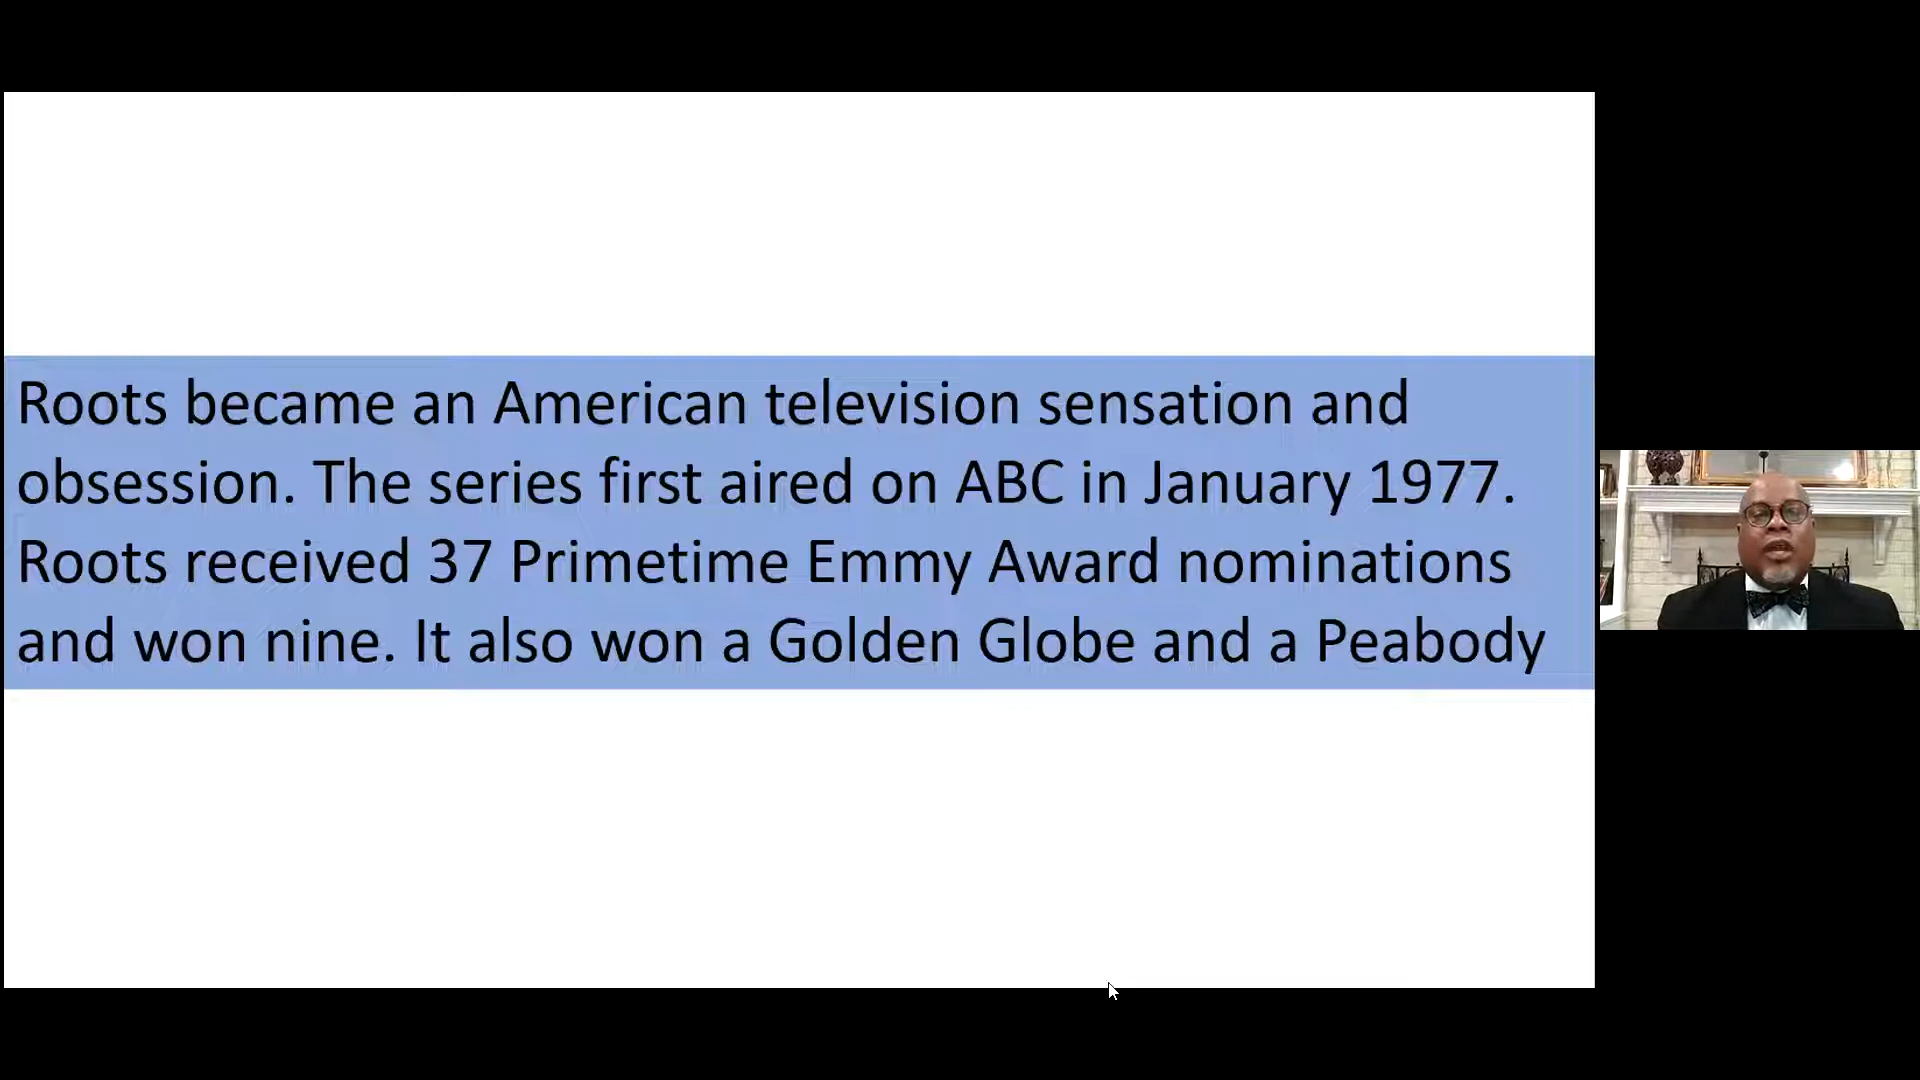 Roots became an American television sensation and
obsession. The series first aired on ABC in January 1977.
Roots received 37 Primetime Emmy Award nominations
and won nine. It also won a Golden Globe and a Peabody